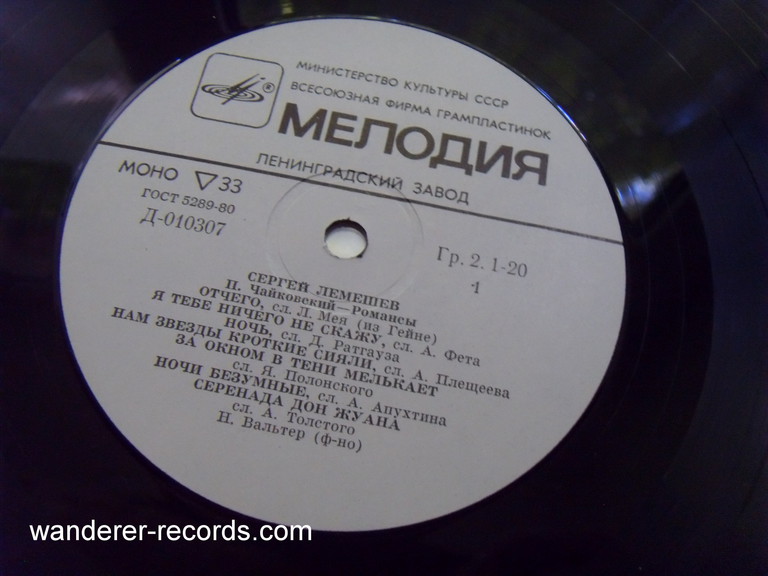 МИНИСТЕРСТВО КУЛЬТУРЫ СССР
ВСЕСОЮЗНАЯ ФИРМА ГРАМПЛАСТИНОК
®
МЕЛОДИЯ
ЛЕНИНГРАДСКИЙ ЗАВОД
МОНО ▽ 33
ГОСТ 5289-80
Д-010307
Гр. 2. 1-20
1
СЕРГЕЙ ЛЕМЕШЕВ
П. Чайковский—Романсы
ОТЧЕГО, сл. Л. Мея (из Гейне)
Я ТЕБЕ НИЧЕГО НЕ СКАЖУ, сл. А. Фета
НОЧЬ, сл. Д. Ратгауза
НАМ ЗВЕЗДЫ КРОТКИЕ СИЯЛИ, сл. А. Плещеева
ЗА ОКНОМ В ТЕНИ МЕЛЬКАЕТ
сл. Я. Полонского
НОЧИ БЕЗУМНЫЕ, сл. А. Апухтина
СЕРЕНАДА ДОН ЖУАНА
сл. А. Толстого
Н. Вальтер (ф-но)
wanderer-records.com